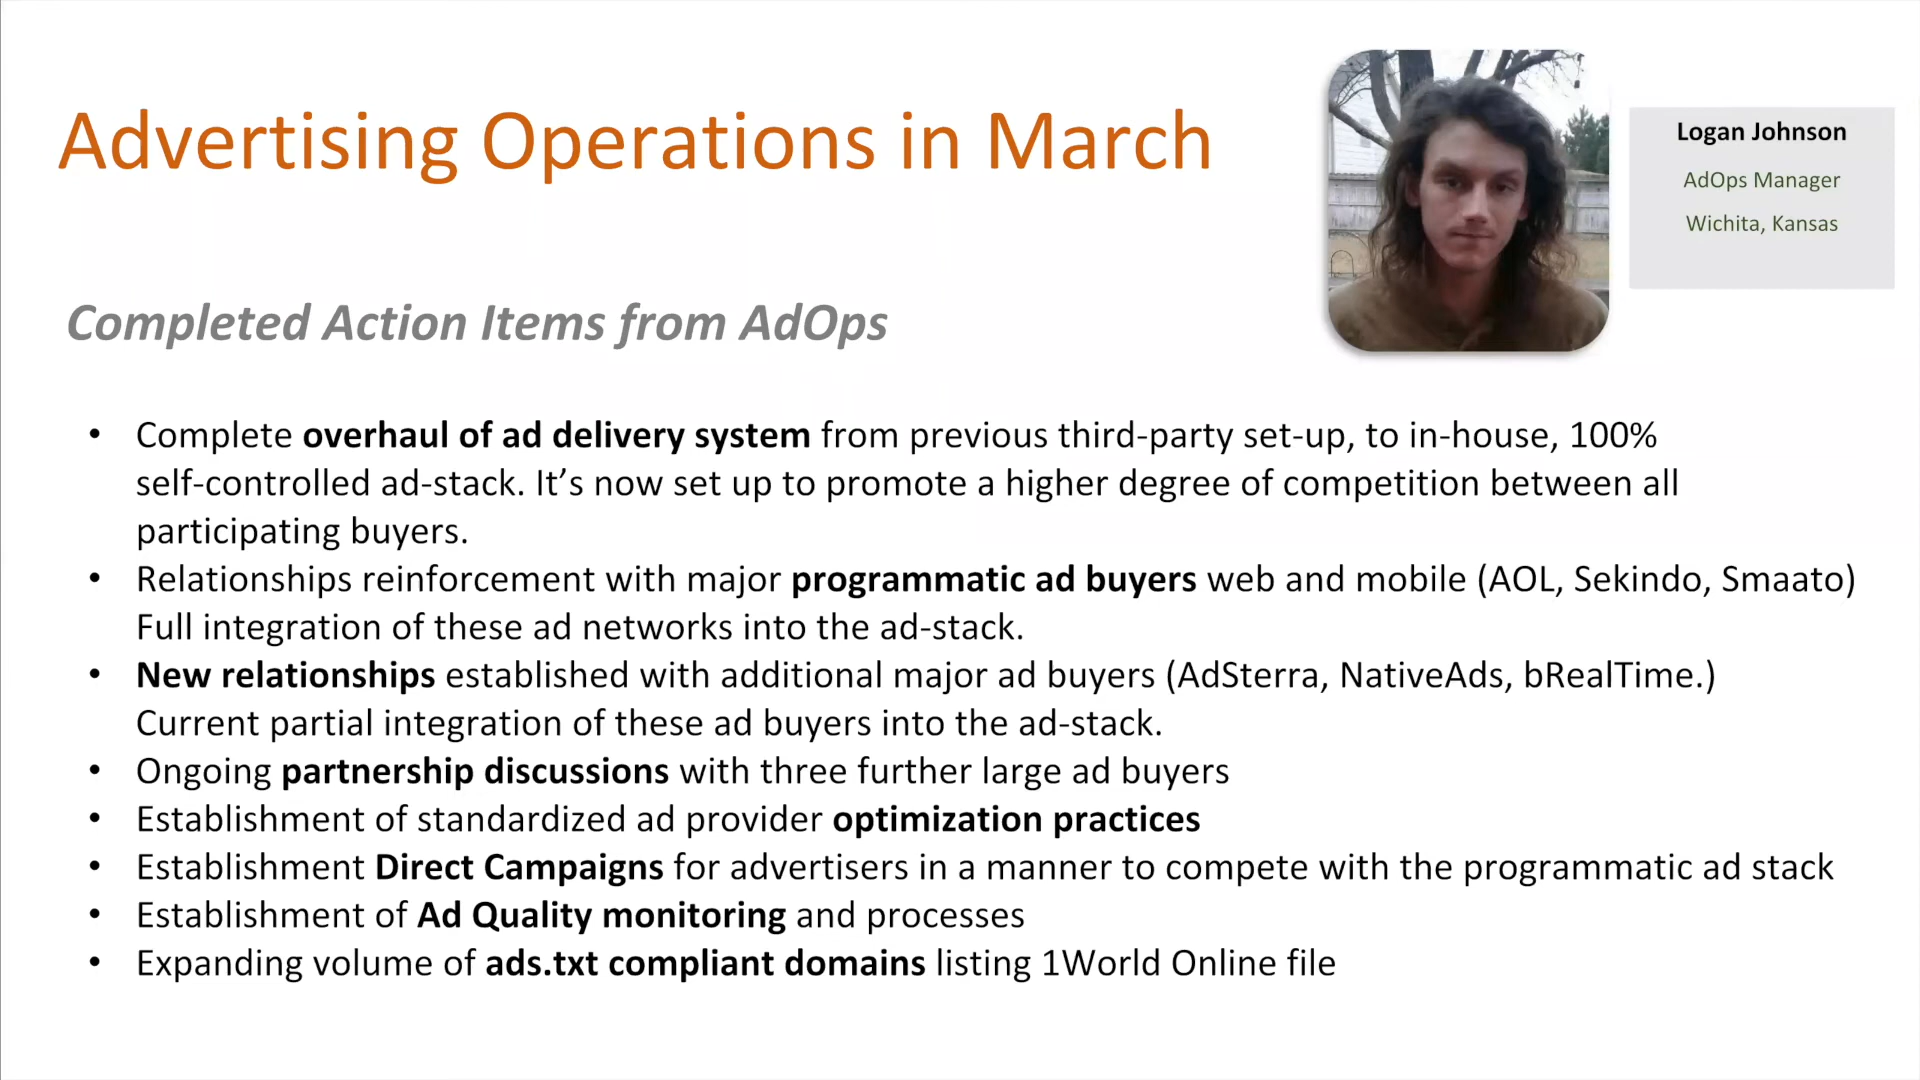 Advertising Operations in March
Logan Johnson
AdOps Manager
Wichita, Kansas
Completed Action Items from AdOps
• Complete overhaul of ad delivery system from previous third-party set-up, to in-house, 100%
self-controlled ad-stack. It’s now set up to promote a higher degree of competition between all
participating buyers.
• Relationships reinforcement with major programmatic ad buyers web and mobile (AOL, Sekindo, Smaato)
Full integration of these ad networks into the ad-stack.
• New relationships established with additional major ad buyers (AdSterra, NativeAds, bRealTime.)
Current partial integration of these ad buyers into the ad-stack.
• Ongoing partnership discussions with three further large ad buyers
• Establishment of standardized ad provider optimization practices
• Establishment Direct Campaigns for advertisers in a manner to compete with the programmatic ad stack
• Establishment of Ad Quality monitoring and processes
• Expanding volume of ads.txt compliant domains listing 1World Online file